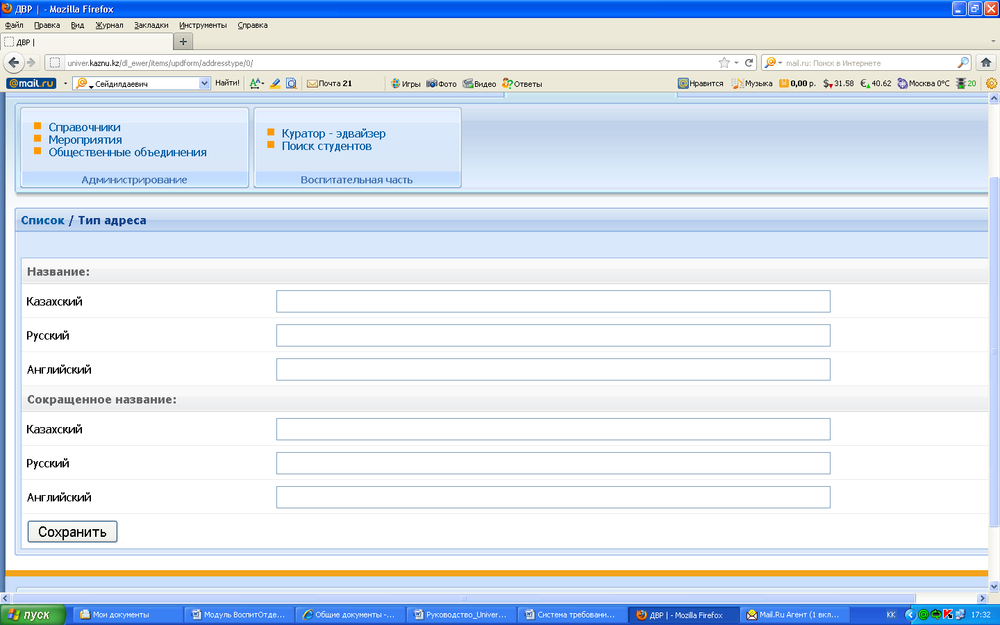 ДВР | - Mozilla Firefox
Файл Правка Вид Журнал Закладки Инструменты Справка
ДВР |
univer.kaznu.kz/dl_ewer/items/updform/addresstype/0/ mail.ru: Поиск в Интернете
@mail.ru Сейдилдаевич Найти! Почта 21 Игры Фото Видео Ответы Нравится Музыка 0,00 р. $ 31.58 € 40.62 Москва 0°C 20
Справочники
Мероприятия
Общественные объединения
Администрирование
Куратор - эдвайзер
Поиск студентов
Воспитательная часть
Список / Тип адреса
Название:
Казахский
Русский
Английский
Сокращенное название:
Казахский
Русский
Английский
Сохранить
пуск Мои документы Модуль ВоспитОтде... Общие документы -... Руководство_Univer... Система требовани... ДВР | - Mozilla Firefox Mail.Ru Агент (1 вкл... KK 17:32